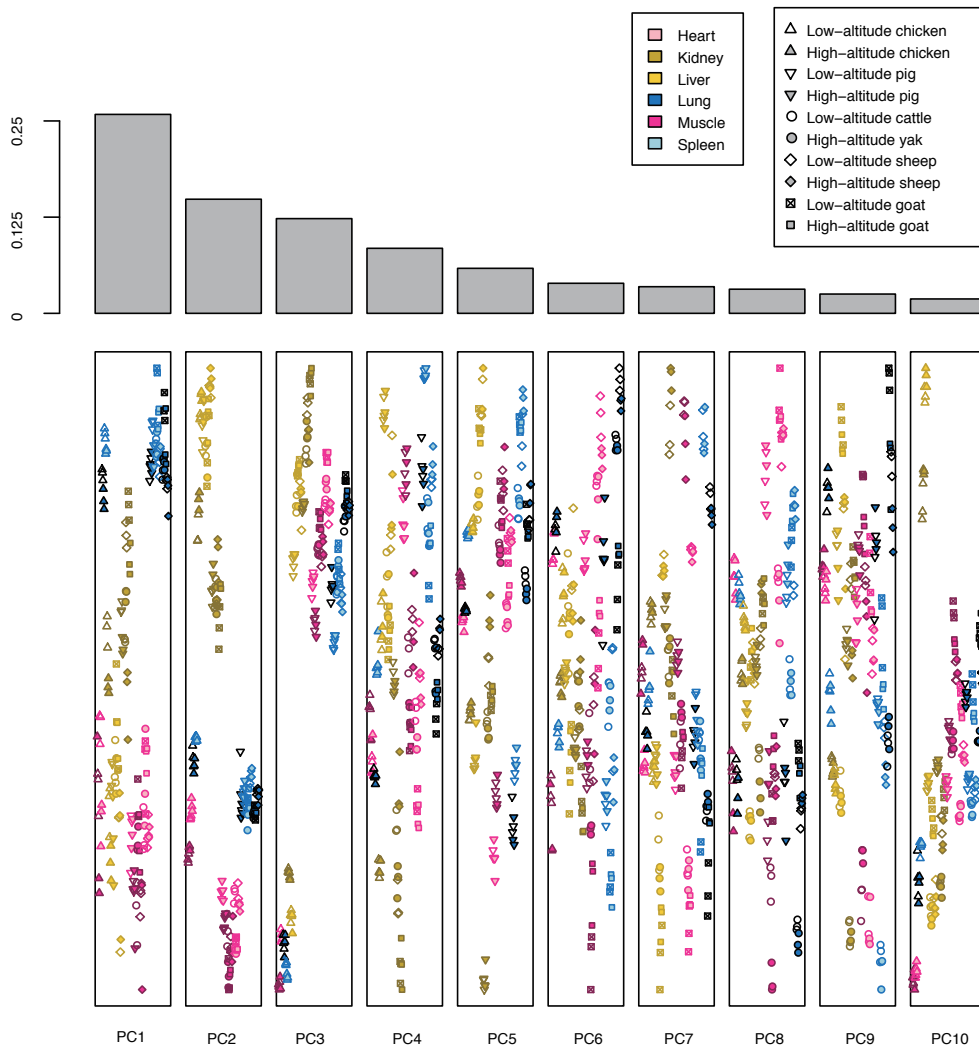 Heart
Kidney
Liver
Lung
Muscle
Spleen
Low-altitude chicken
High-altitude chicken
Low-altitude pig
High-altitude pig
Low-altitude cattle
High-altitude yak
Low-altitude sheep
High-altitude sheep
Low-altitude goat
High-altitude goat
0.25
0.125
0
PC1 PC2 PC3 PC4 PC5 PC6 PC7 PC8 PC9 PC10